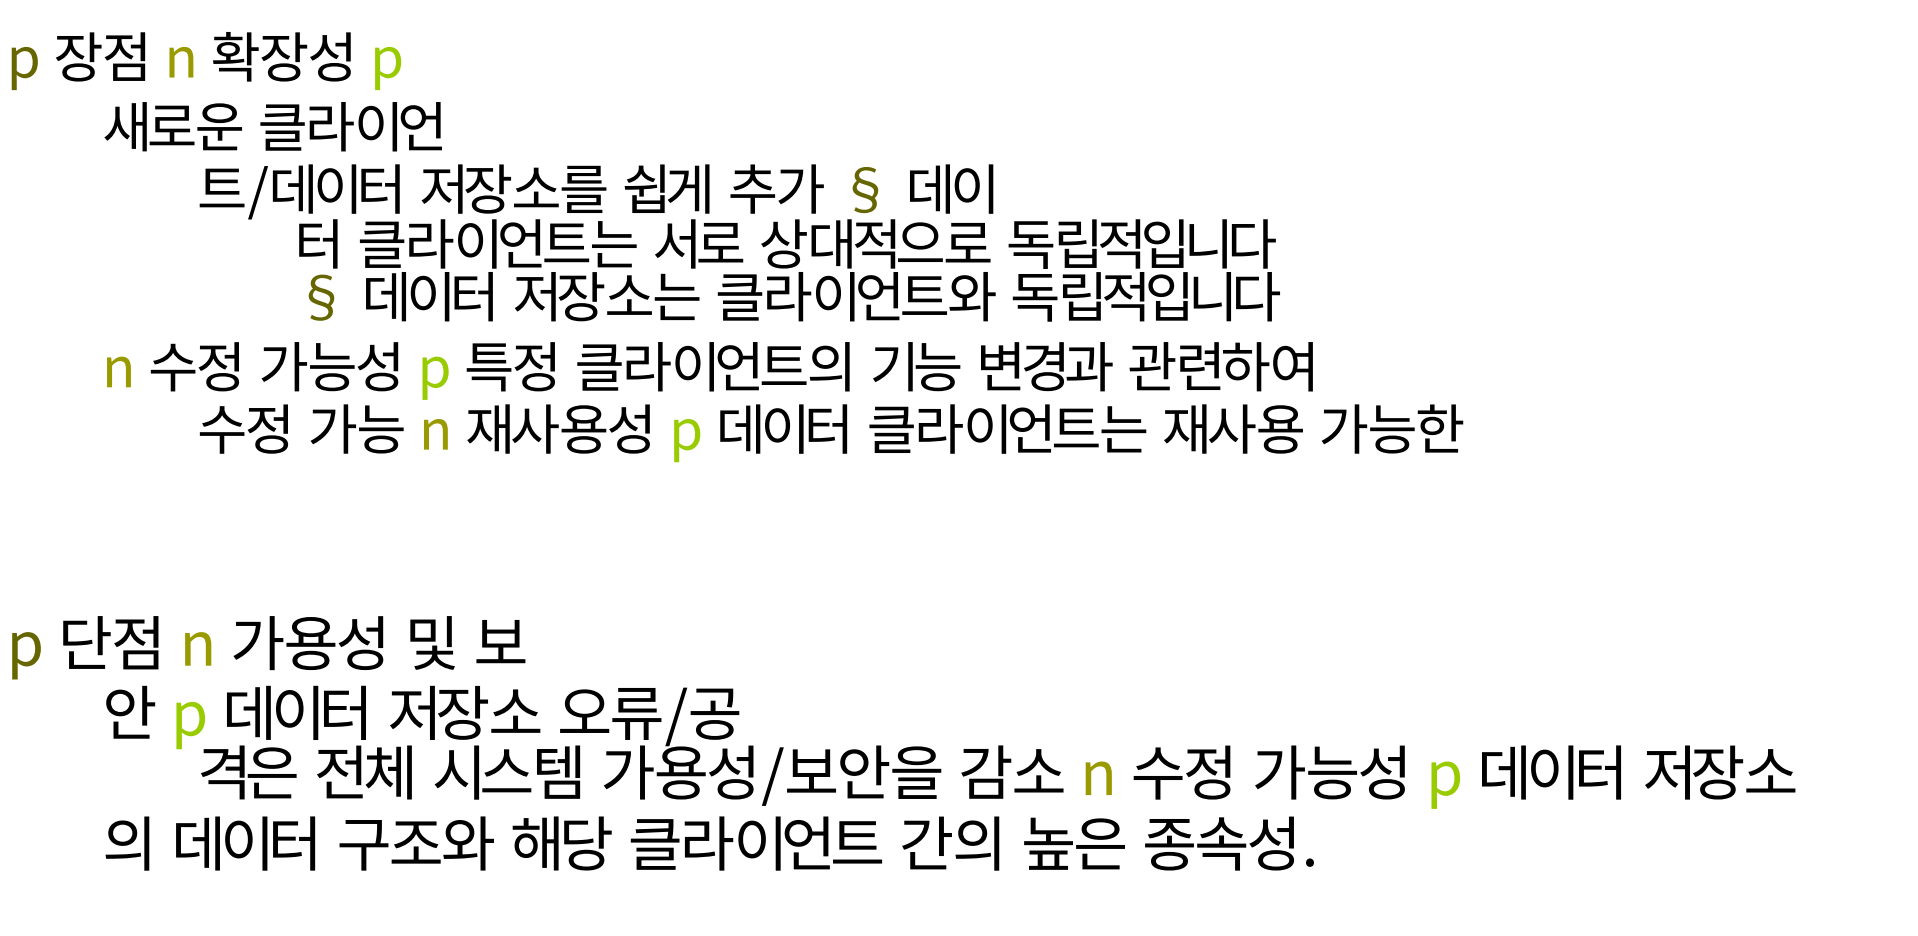 p 장점 n 확장성 p
새로운 클라이언
트/데이터 저장소를 쉽게 추가 § 데이
터 클라이언트는 서로 상대적으로 독립적입니다
§ 데이터 저장소는 클라이언트와 독립적입니다
n 수정 가능성 p 특정 클라이언트의 기능 변경과 관련하여
수정 가능 n 재사용성 p 데이터 클라이언트는 재사용 가능한
p 단점 n 가용성 및 보
안 p 데이터 저장소 오류/공
격은 전체 시스템 가용성/보안을 감소 n 수정 가능성 p 데이터 저장소
의 데이터 구조와 해당 클라이언트 간의 높은 종속성.